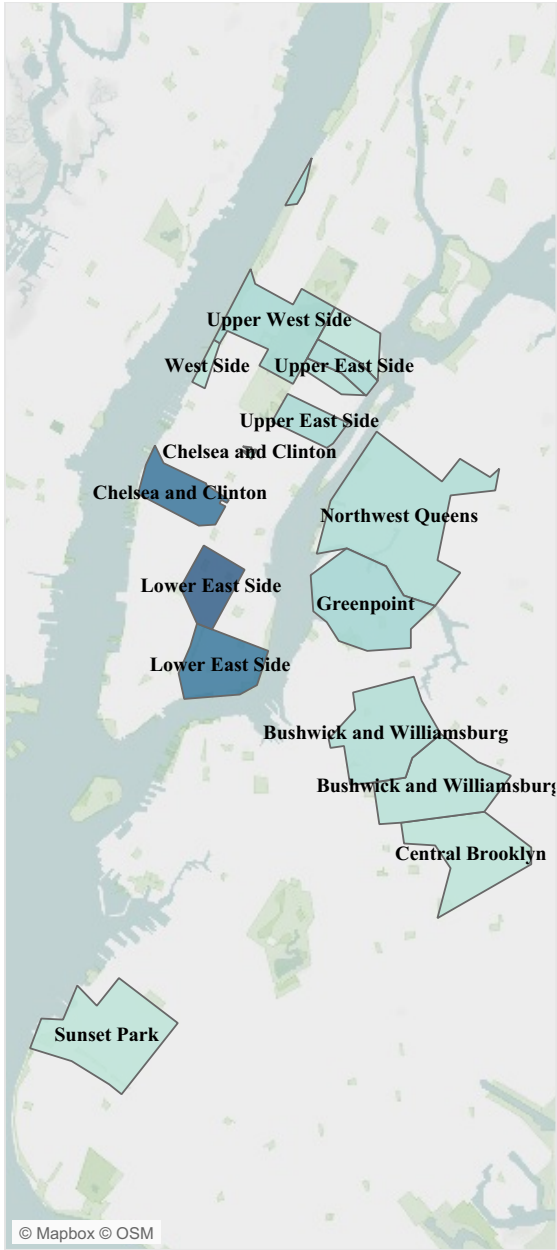 Upper West Side
West Side
Upper East Side
Upper East Side
Chelsea and Clinton
Chelsea and Clinton
Northwest Queens
Lower East Side
Greenpoint
Lower East Side
Bushwick and Williamsburg
Bushwick and Williamsburg
Central Brooklyn
Sunset Park
© Mapbox © OSM